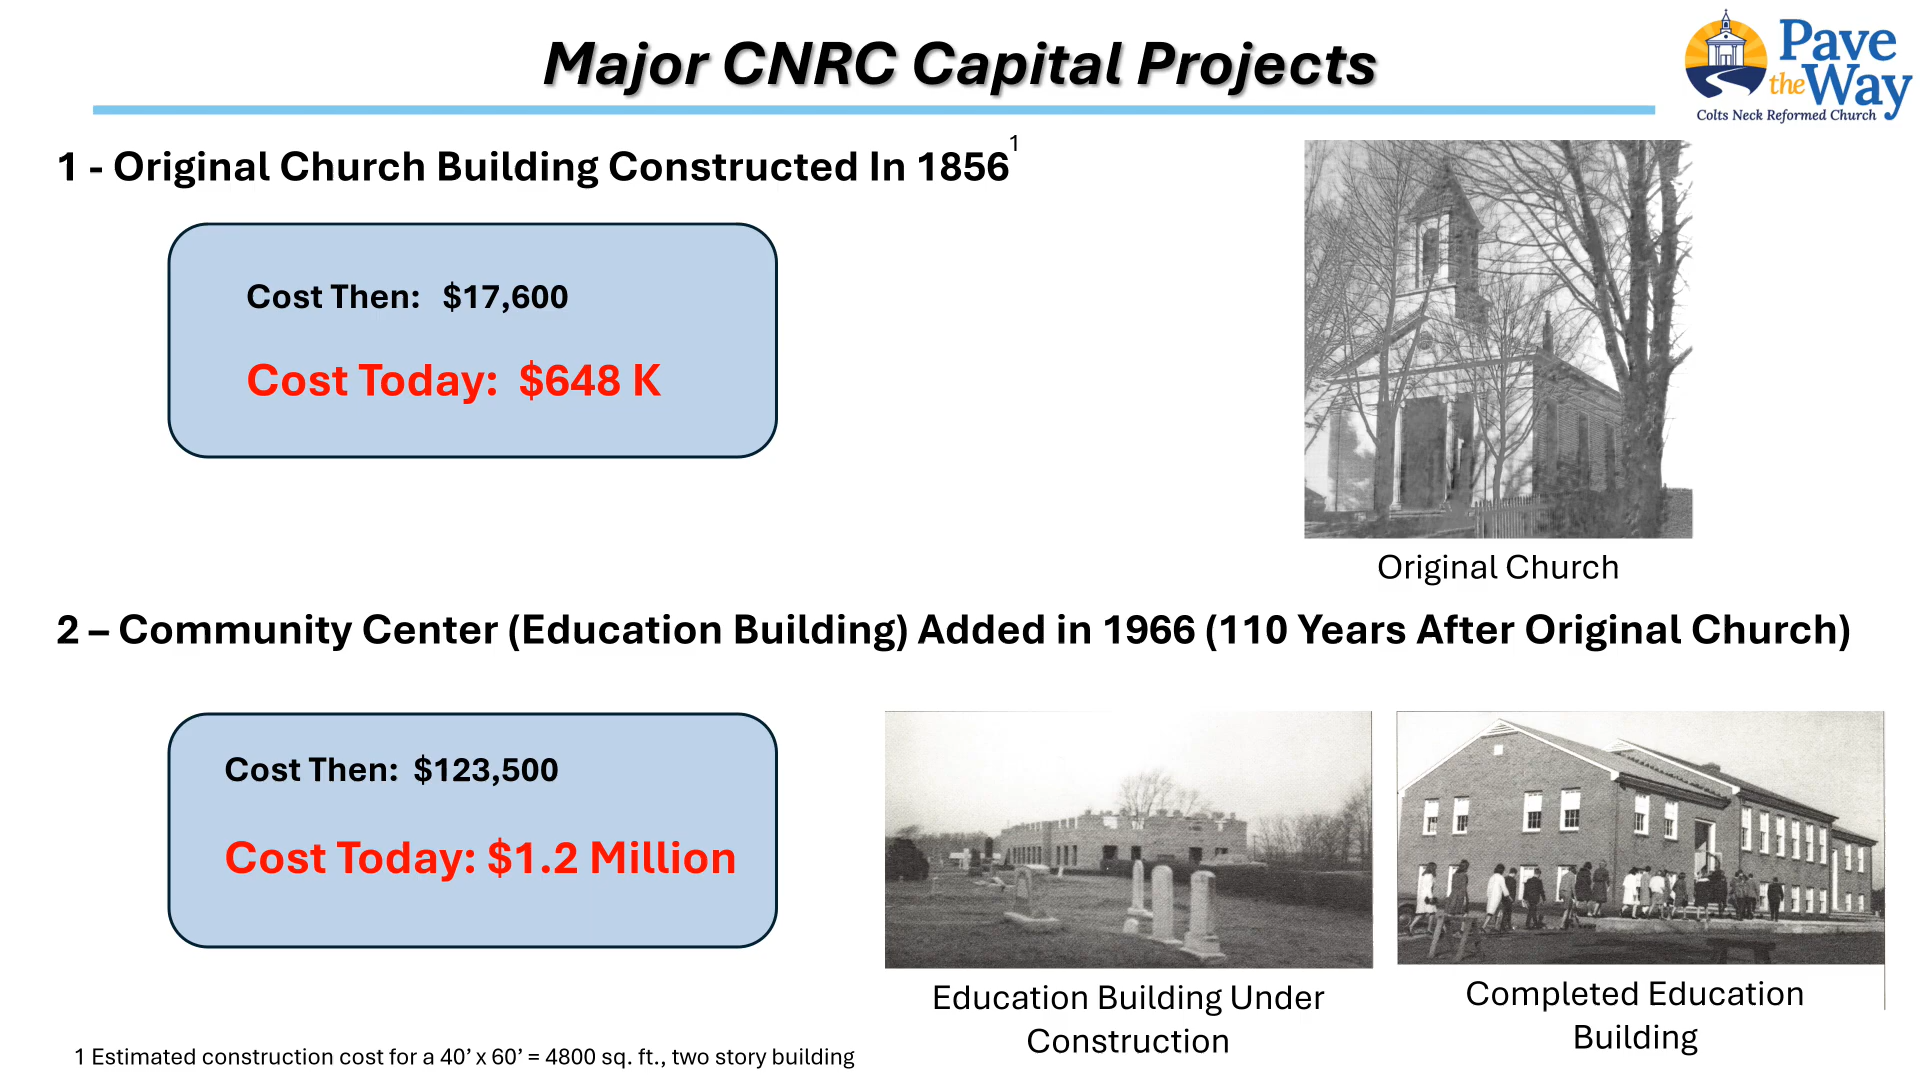 Major CNRC Capital Projects
Pave
the Way
Colts Neck Reformed Church
1 - Original Church Building Constructed In 1856¹
Cost Then: $17,600
Cost Today: $648 K
Original Church
2 – Community Center (Education Building) Added in 1966 (110 Years After Original Church)
Cost Then: $123,500
Cost Today: $1.2 Million
Education Building Under
Construction
Completed Education
Building
1 Estimated construction cost for a 40’ x 60’ = 4800 sq. ft., two story building